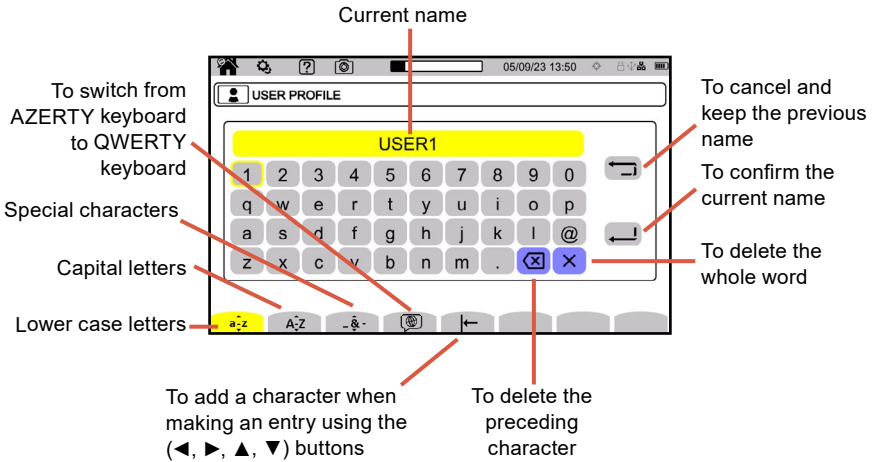 Current name
05/09/23 13:50
USER PROFILE
To switch from
AZERTY keyboard
to QWERTY
keyboard
Special characters
Capital letters
Lower case letters
USER1
1 2 3 4 5 6 7 8 9 0
q w e r t y u i o p
a s d f g h j k l @
z x c v b n m .
a-z A-Z _&-
To cancel and
keep the previous
name
To confirm the
current name
To delete the
whole word
To add a character when
making an entry using the
(◄, ►, ▲, ▼) buttons
To delete the
preceding
character